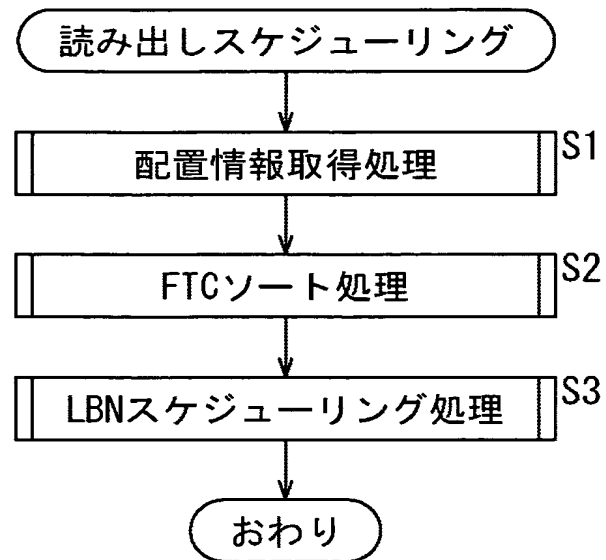 読み出しスケジューリング
配置情報取得処理
S1
FTCソート処理
S2
LBNスケジューリング処理
S3
おわり